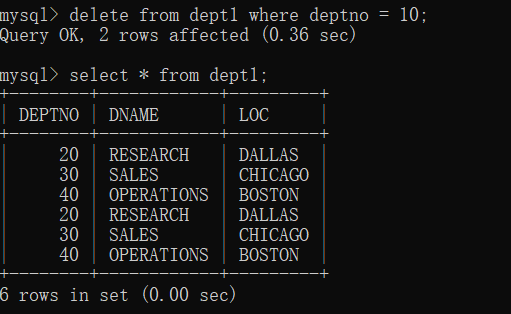 mysql> delete from dept1 where deptno = 10;
Query OK, 2 rows affected (0.36 sec)
mysql> select * from dept1;
+--------+------------+---------+
| DEPTNO | DNAME      | LOC     |
+--------+------------+---------+
|     20 | RESEARCH   | DALLAS  |
|     30 | SALES      | CHICAGO |
|     40 | OPERATIONS | BOSTON  |
|     20 | RESEARCH   | DALLAS  |
|     30 | SALES      | CHICAGO |
|     40 | OPERATIONS | BOSTON  |
+--------+------------+---------+
6 rows in set (0.00 sec)